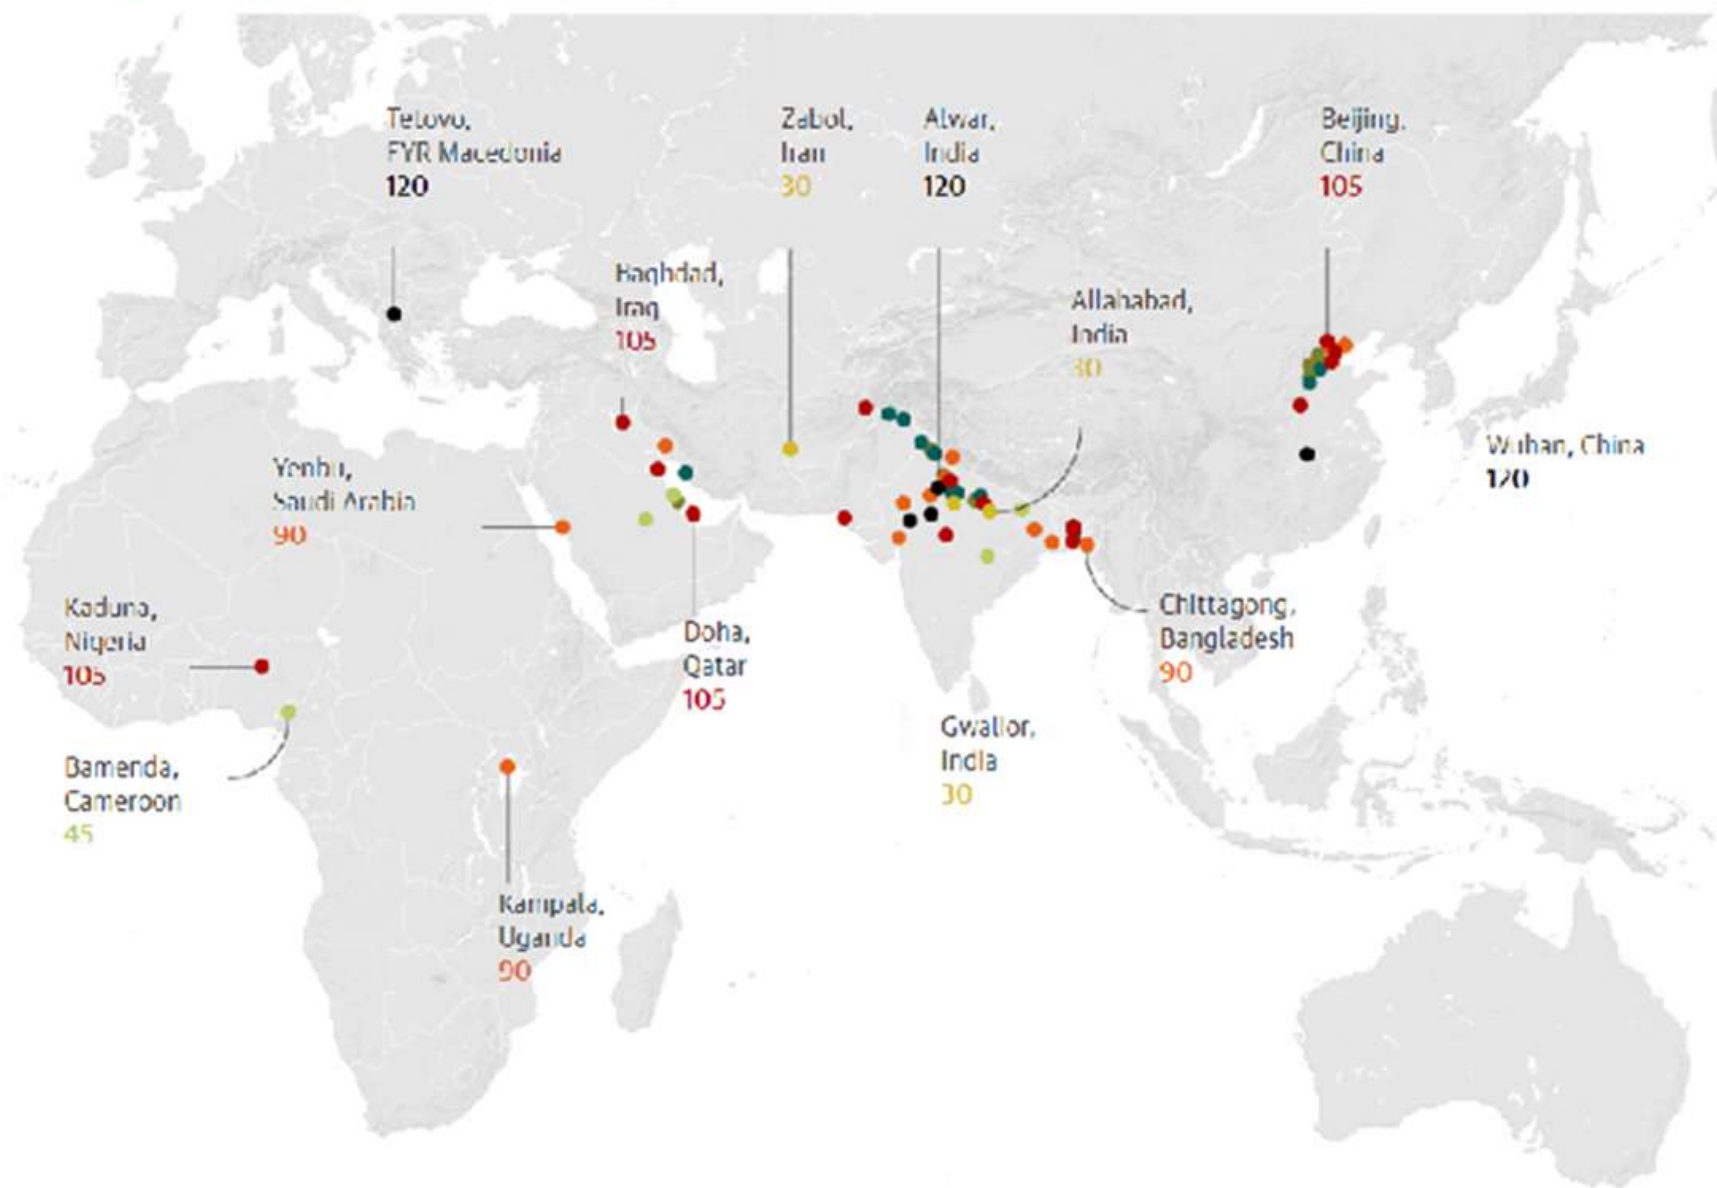 Tetovo,
FYR Macedonia
120
Zabol,
Iran
30
Alwar,
India
120
Beijing,
China
105
Baghdad,
Iraq
105
Allahabad,
India
30
Yenbu,
Saudi Arabia
90
Wuhan, China
120
Kaduna,
Nigeria
105
Doha,
Qatar
105
Chittagong,
Bangladesh
90
Bamenda,
Cameroon
45
Gwalior,
India
30
Kampala,
Uganda
90